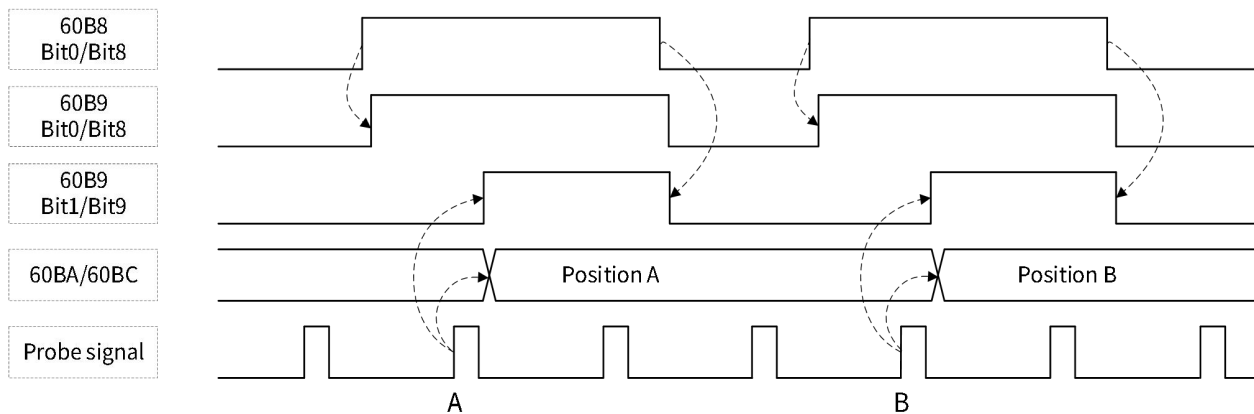 60B8
Bit0/Bit8
60B9
Bit0/Bit8
60B9
Bit1/Bit9
60BA/60BC
Position A
Position B
Probe signal
A
B